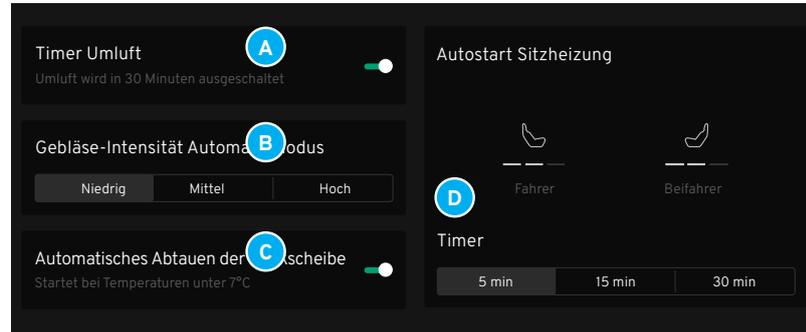 Timer Umluft
A
Umluft wird in 30 Minuten ausgeschaltet
Gebläse-Intensität
B
Niedrig Mittel Hoch
Automatisches Abtauen der
C
Startet bei Temperaturen unter 7°C
Autostart Sitzheizung
Fahrer Beifahrer
D
Timer
5 min 15 min 30 min